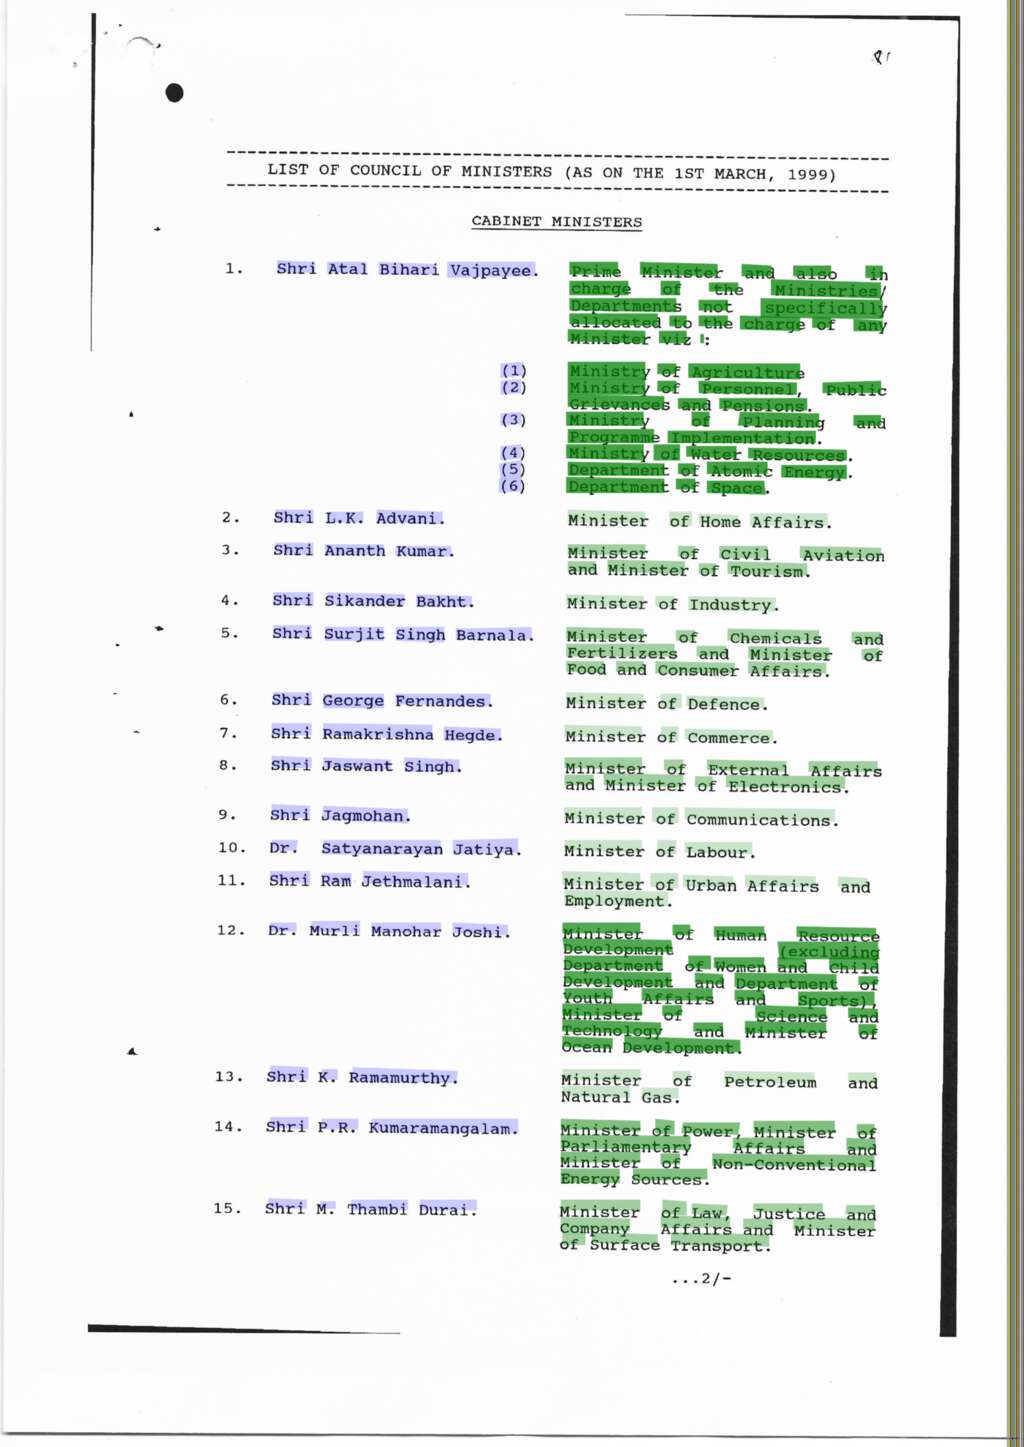 LIST OF COUNCIL OF MINISTERS (AS ON THE 1ST MARCH, 1999)
CABINET MINISTERS
1. Shri Atal Bihari Vajpayee. Prime Minister and also in
charge of the Ministries/
Departments not specifically
allocated to the charge of any
Minister viz :
(1) Ministry of Agriculture
(2) Ministry of Personnel, Public
Grievances and Pensions.
(3) Ministry of Planning and
Programme Implementation.
(4) Ministry of Water Resources.
(5) Department of Atomic Energy.
(6) Department of Space.
2. Shri L.K. Advani. Minister of Home Affairs.
3. Shri Ananth Kumar. Minister of Civil Aviation
and Minister of Tourism.
4. Shri Sikander Bakht. Minister of Industry.
5. Shri Surjit Singh Barnala. Minister of Chemicals and
Fertilizers and Minister of
Food and Consumer Affairs.
6. Shri George Fernandes. Minister of Defence.
7. Shri Ramakrishna Hegde. Minister of Commerce.
8. Shri Jaswant Singh. Minister of External Affairs
and Minister of Electronics.
9. Shri Jagmohan. Minister of Communications.
10. Dr. Satyanarayan Jatiya. Minister of Labour.
11. Shri Ram Jethmalani. Minister of Urban Affairs and
Employment.
12. Dr. Murli Manohar Joshi. Minister of Human Resource
Development (excluding
Department of Women and Child
Development and Department of
Youth Affairs and Sports),
Minister of Science and
Technology and Minister of
Ocean Development.
13. Shri K. Ramamurthy. Minister of Petroleum and
Natural Gas.
14. Shri P.R. Kumaramangalam. Minister of Power, Minister of
Parliamentary Affairs and
Minister of Non-Conventional
Energy Sources.
15. Shri M. Thambi Durai. Minister of Law, Justice and
Company Affairs and Minister
of Surface Transport.
...2/-